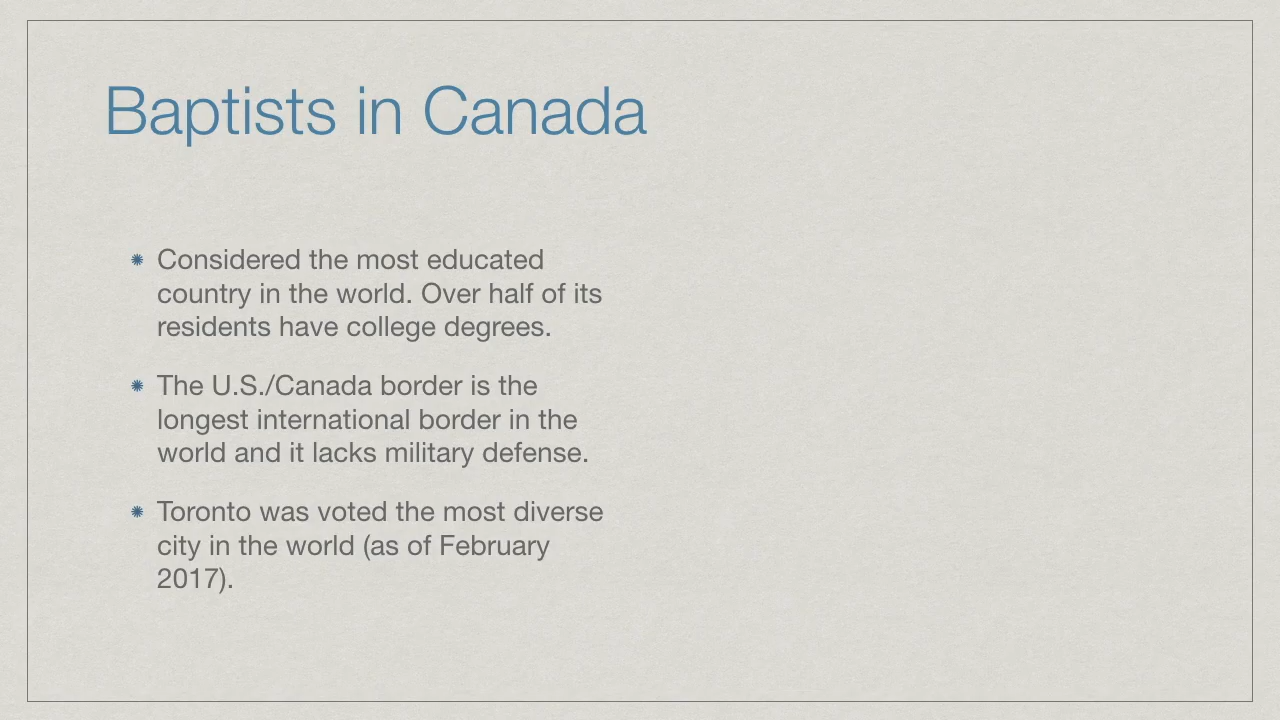 Baptists in Canada
Considered the most educated
country in the world. Over half of its
residents have college degrees.
The U.S./Canada border is the
longest international border in the
world and it lacks military defense.
Toronto was voted the most diverse
city in the world (as of February
2017).